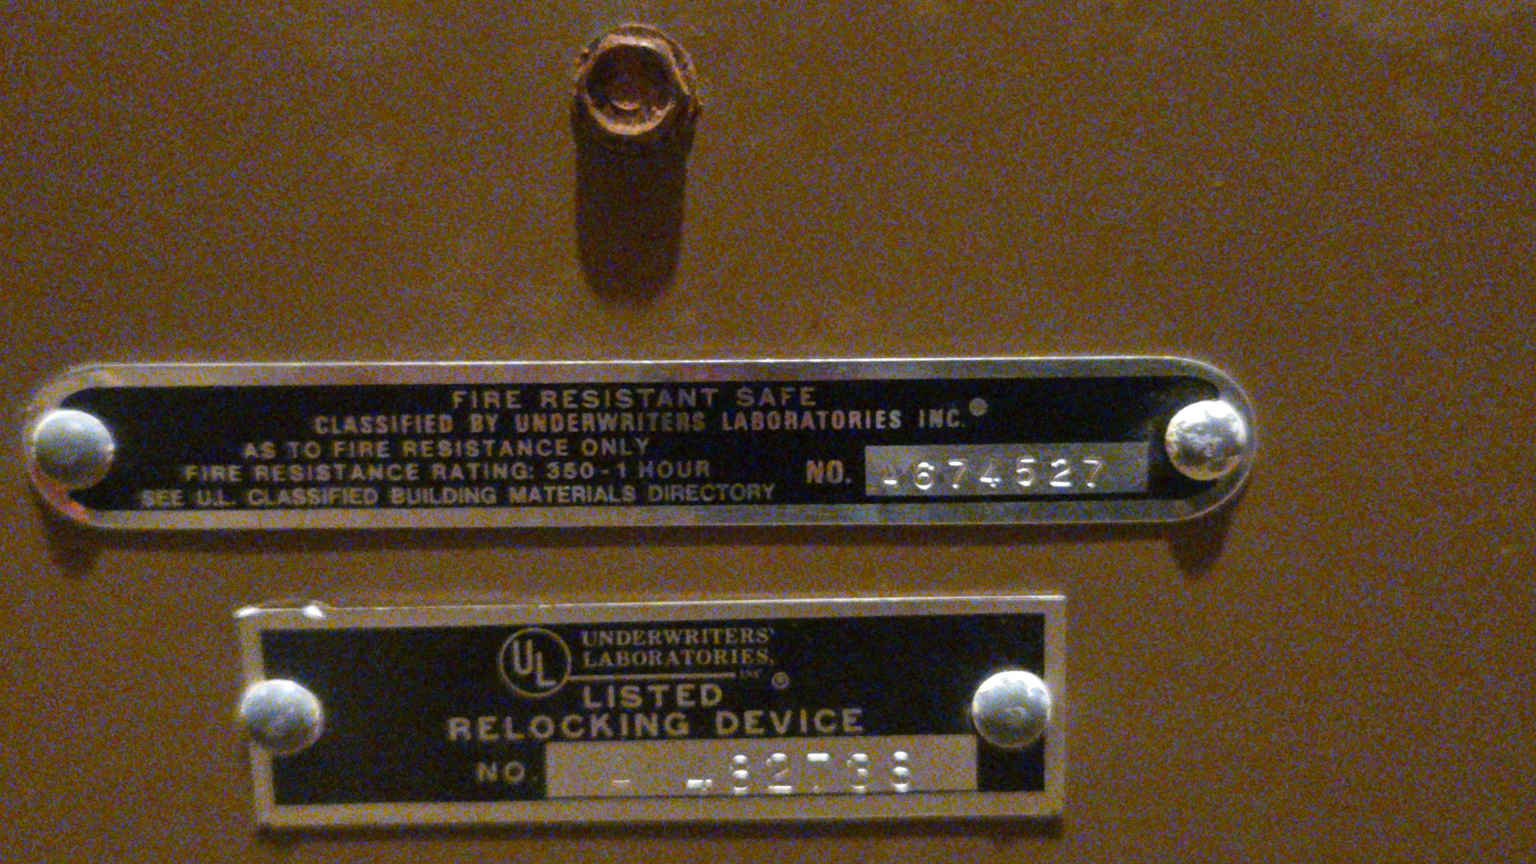 FIRE RESISTANT SAFE
CLASSIFIED BY UNDERWRITERS LABORATORIES INC.®
AS TO FIRE RESISTANCE ONLY
FIRE RESISTANCE RATING: 350-1 HOUR
SEE U.L. CLASSIFIED BUILDING MATERIALS DIRECTORY
NO. A674527
UL
UNDERWRITERS'
LABORATORIES,
INC ®
LISTED
RELOCKING DEVICE
NO.